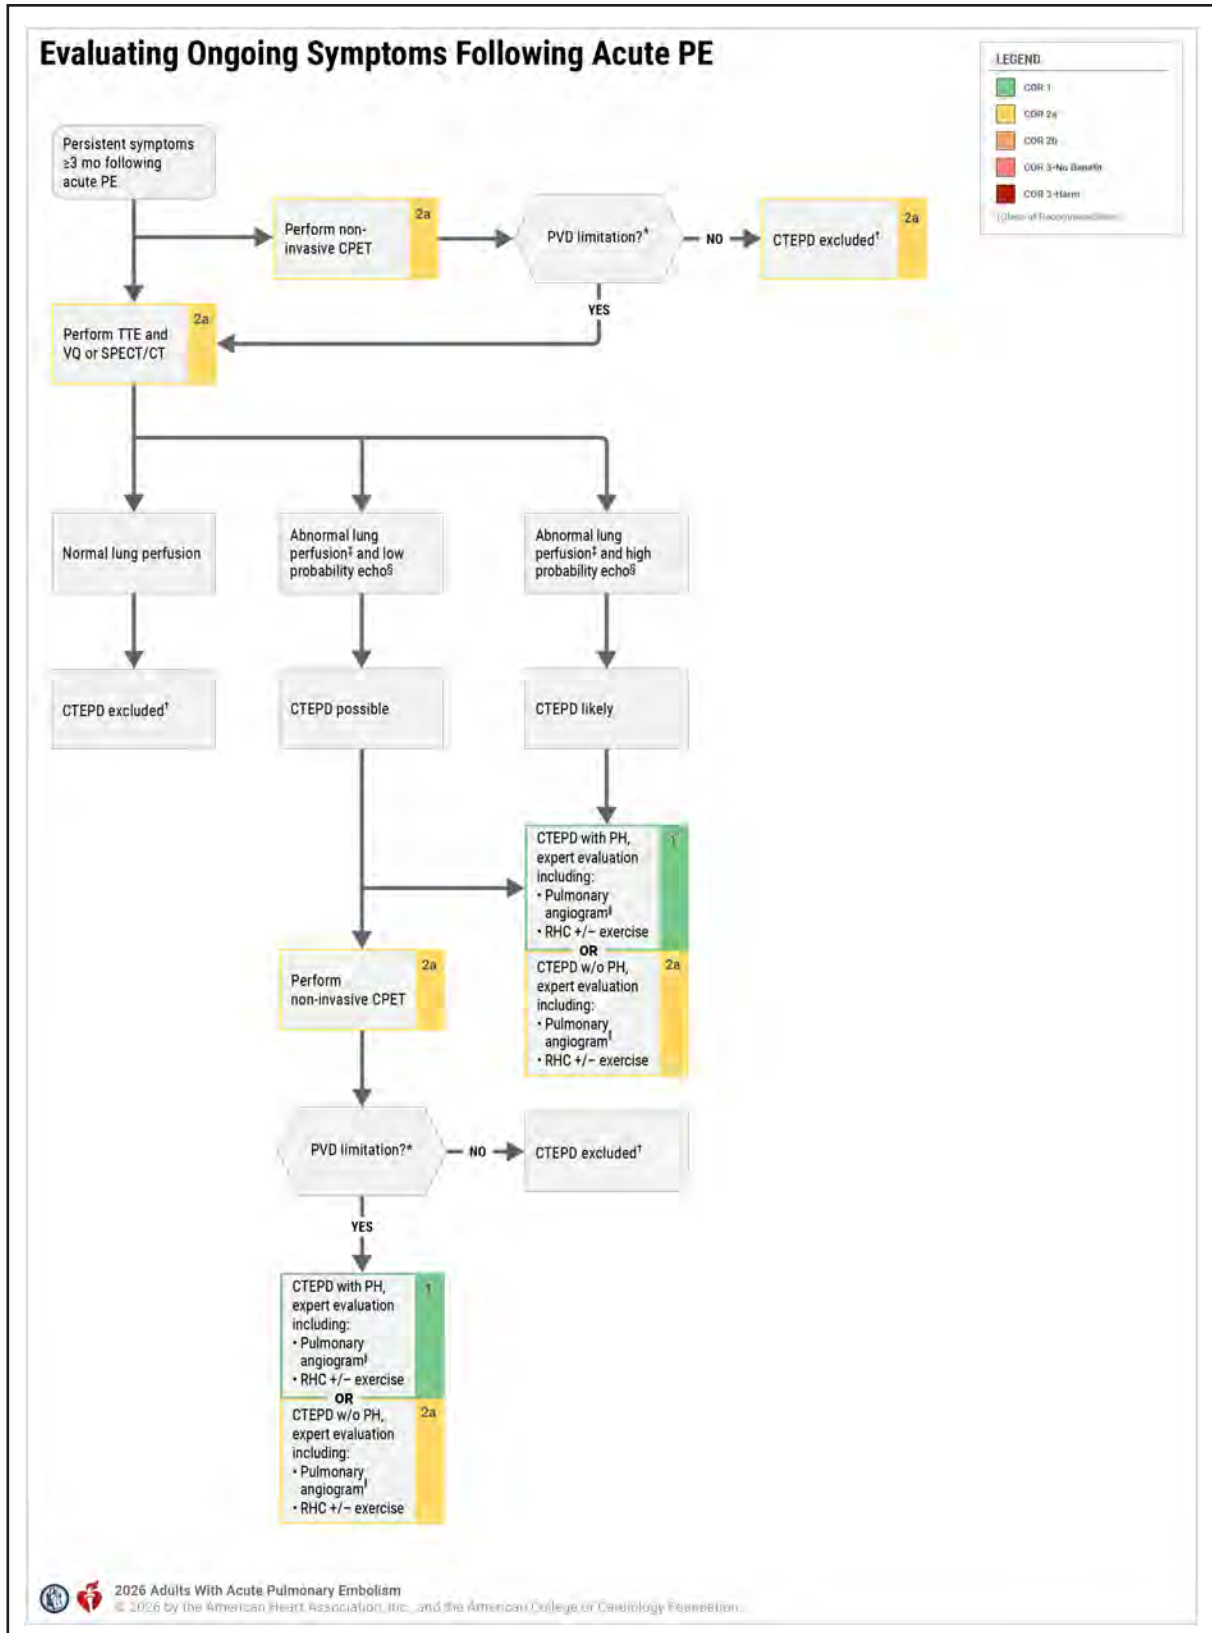 Evaluating Ongoing Symptoms Following Acute PE
LEGEND
COR 1
COR 2a
COR 2b
COR 3-No Benefit
COR 3-Harm
(Class of Recommendation)
Persistent symptoms
≥3 mo following
acute PE
Perform non-
invasive CPET
2a
PVD limitation?*
NO
CTEPD excluded†
2a
YES
Perform TTE and
VQ or SPECT/CT
2a
Normal lung perfusion
Abnormal lung
perfusion‡ and low
probability echo§
Abnormal lung
perfusion‡ and high
probability echo§
CTEPD excluded†
CTEPD possible
CTEPD likely
CTEPD with PH,
expert evaluation
including:
• Pulmonary
angiogram‖
• RHC +/– exercise
1
OR
CTEPD w/o PH,
expert evaluation
including:
• Pulmonary
angiogram‖
• RHC +/– exercise
2a
Perform
non-invasive CPET
2a
PVD limitation?*
NO
CTEPD excluded†
YES
CTEPD with PH,
expert evaluation
including:
• Pulmonary
angiogram‖
• RHC +/– exercise
1
OR
CTEPD w/o PH,
expert evaluation
including:
• Pulmonary
angiogram‖
• RHC +/– exercise
2a
2026 Adults With Acute Pulmonary Embolism
© 2026 by the American Heart Association, Inc., and the American College of Cardiology Foundation.